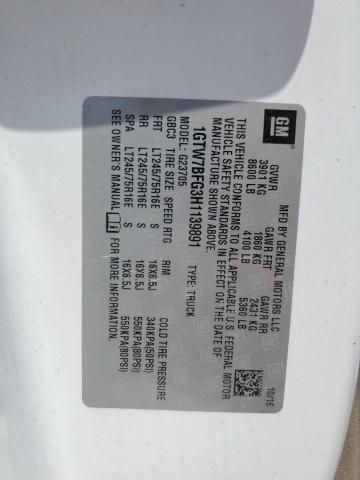 GM
MFD BY GENERAL MOTORS LLC
10/16
GVWR GAWR FRT GAWR RR
3901 KG 1860 KG 2431 KG
8600 LB 4100 LB 5360 LB
THIS VEHICLE CONFORMS TO ALL APPLICABLE U.S. FEDERAL MOTOR
VEHICLE SAFETY STANDARDS IN EFFECT ON THE DATE OF
MANUFACTURE SHOWN ABOVE.
1GTW7BFG3H1139891 TYPE: TRUCK
MODEL: G23705
GBC3 TIRE SIZE SPEED RTG RIM COLD TIRE PRESSURE
FRT LT245/75R16E S 16X6.5J 340KPA(50PSI)
RR LT245/75R16E S 16X6.5J 550KPA(80PSI)
SPA LT245/75R16E S 16X6.5J 550KPA(80PSI)
SEE OWNER'S MANUAL FOR MORE INFORMATION.